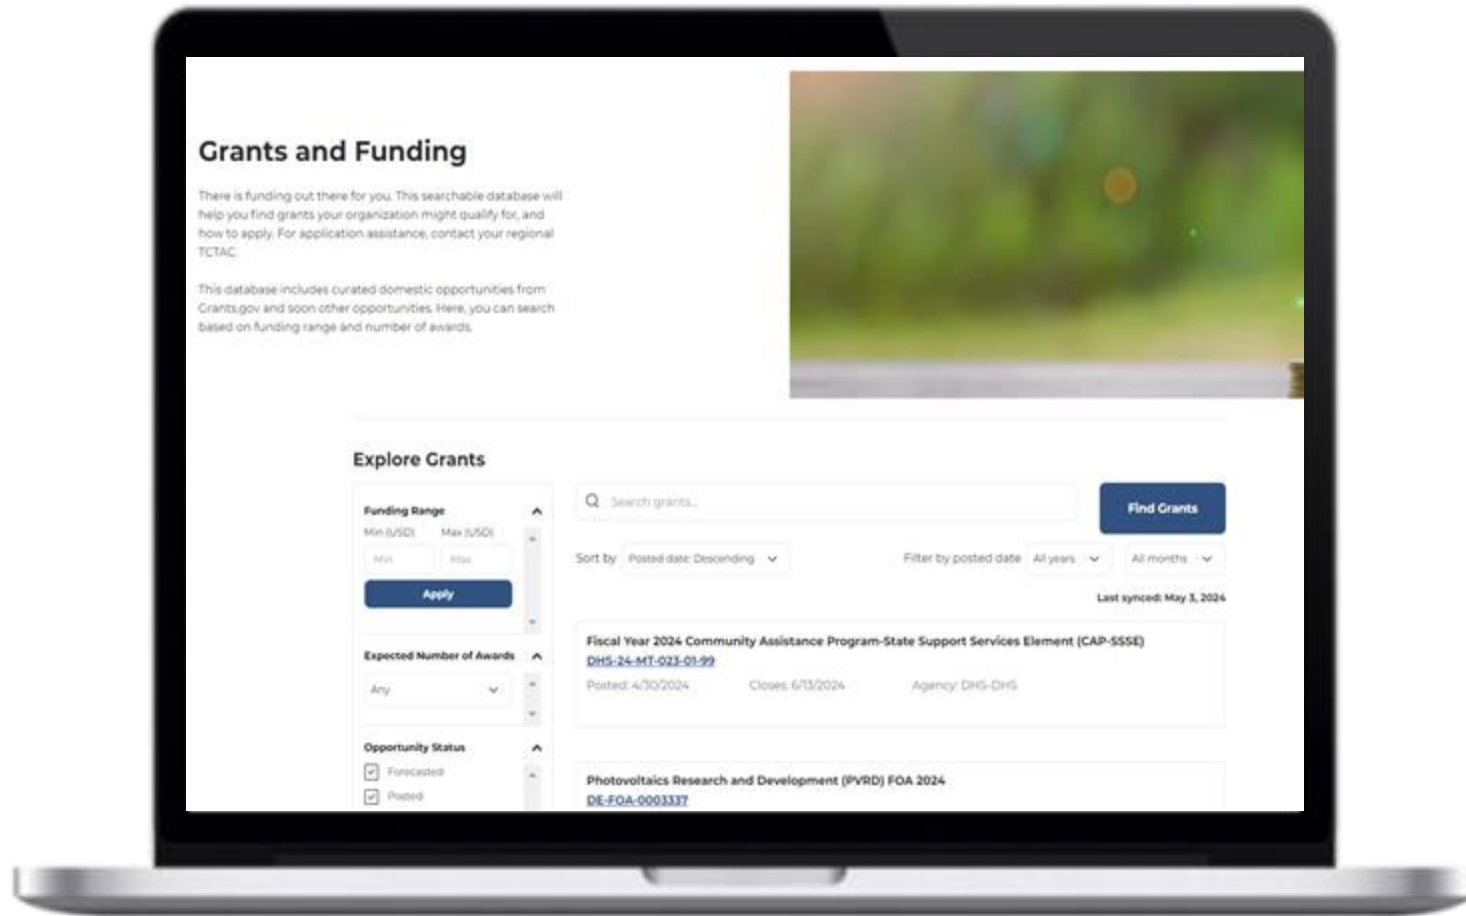 Grants and Funding
There is funding out there for you. This searchable database will
help you find grants your organization might qualify for, and
how to apply. For application assistance, contact your regional
TCTAC.
This database includes curated domestic opportunities from
Grants.gov and soon other opportunities. Here, you can search
based on funding range and number of awards.
Explore Grants
Funding Range
Min (USD) Max (USD)
Min Max
Apply
Expected Number of Awards
Any
Opportunity Status
Forecasted
Posted
Search grants...
Find Grants
Sort by Posted date: Descending Filter by posted date All years All months
Last synced: May 3, 2024
Fiscal Year 2024 Community Assistance Program-State Support Services Element (CAP-SSSE)
DHS-24-MT-023-01-99
Posted: 4/30/2024 Closes: 6/13/2024 Agency: DHS-DHS
Photovoltaics Research and Development (PVRD) FOA 2024
DE-FOA-0003337